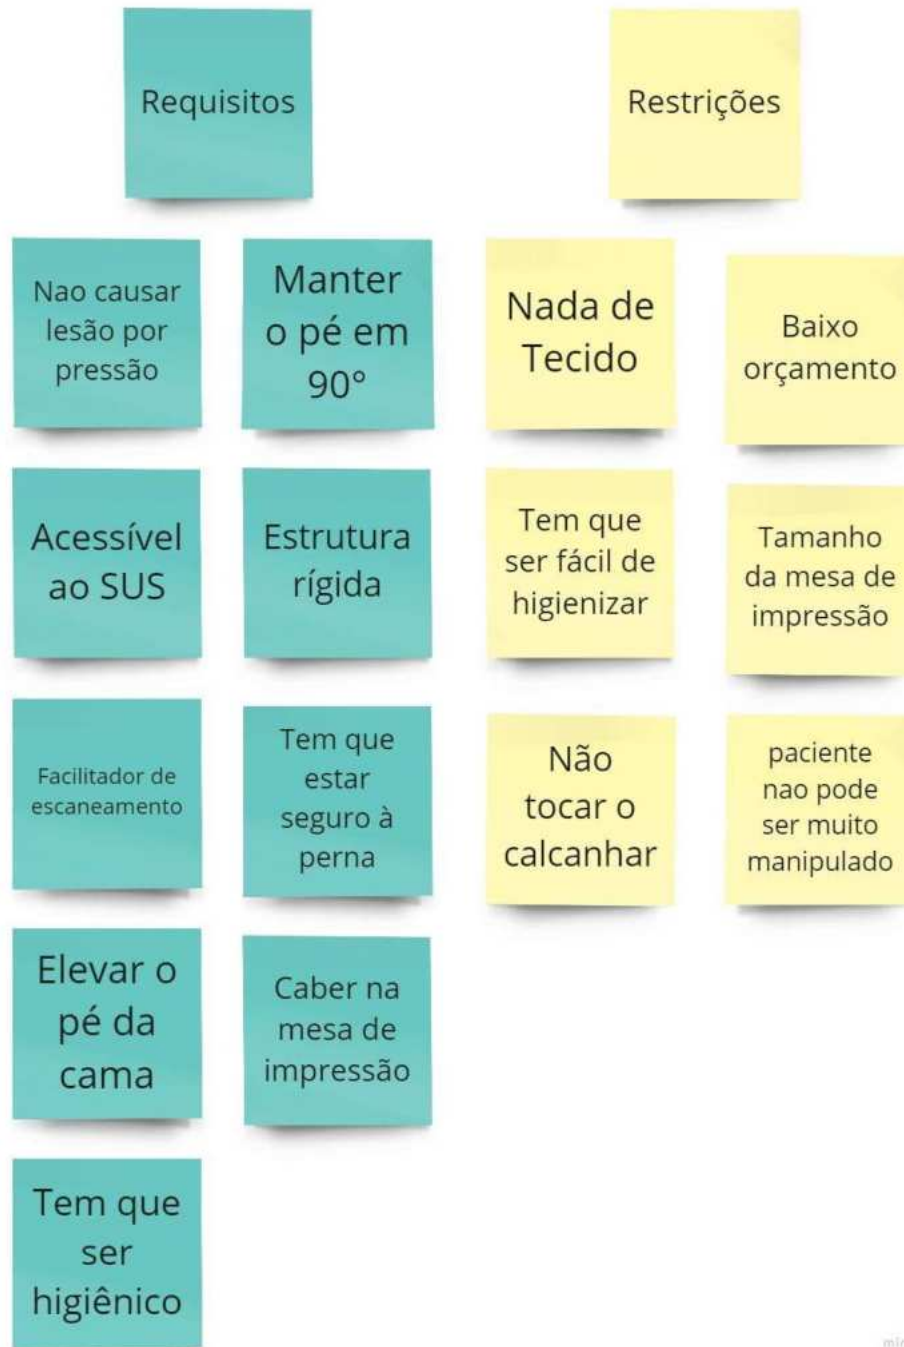 Requisitos
Restrições
Nao causar
lesão por
pressão
Manter
o pé em
90°
Nada de
Tecido
Baixo
orçamento
Acessível
ao SUS
Estrutura
rígida
Tem que
ser fácil de
higienizar
Tamanho
da mesa de
impressão
Facilitador de
escaneamento
Tem que
estar
seguro à
perna
Não
tocar o
calcanhar
paciente
nao pode
ser muito
manipulado
Elevar o
pé da
cama
Caber na
mesa de
impressão
Tem que
ser
higiênico